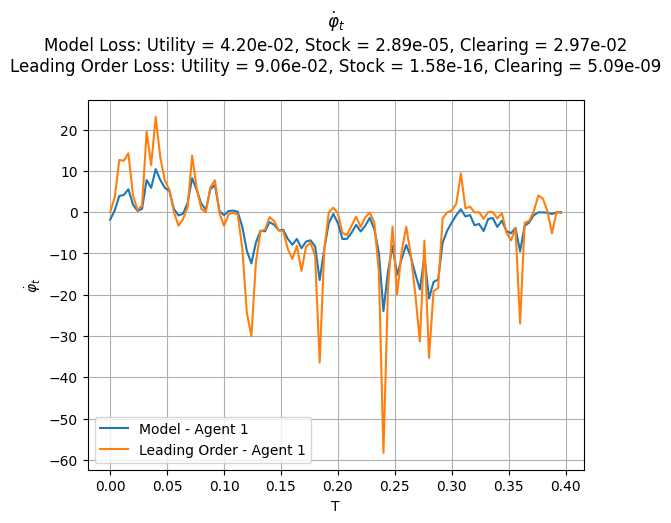 φ̇ₜ
Model Loss: Utility = 4.20e-02, Stock = 2.89e-05, Clearing = 2.97e-02
Leading Order Loss: Utility = 9.06e-02, Stock = 1.58e-16, Clearing = 5.09e-09
20
10
0
−10
−20
−30
−40
−50
−60
φ̇ₜ
Model - Agent 1
Leading Order - Agent 1
0.00 0.05 0.10 0.15 0.20 0.25 0.30 0.35 0.40
T